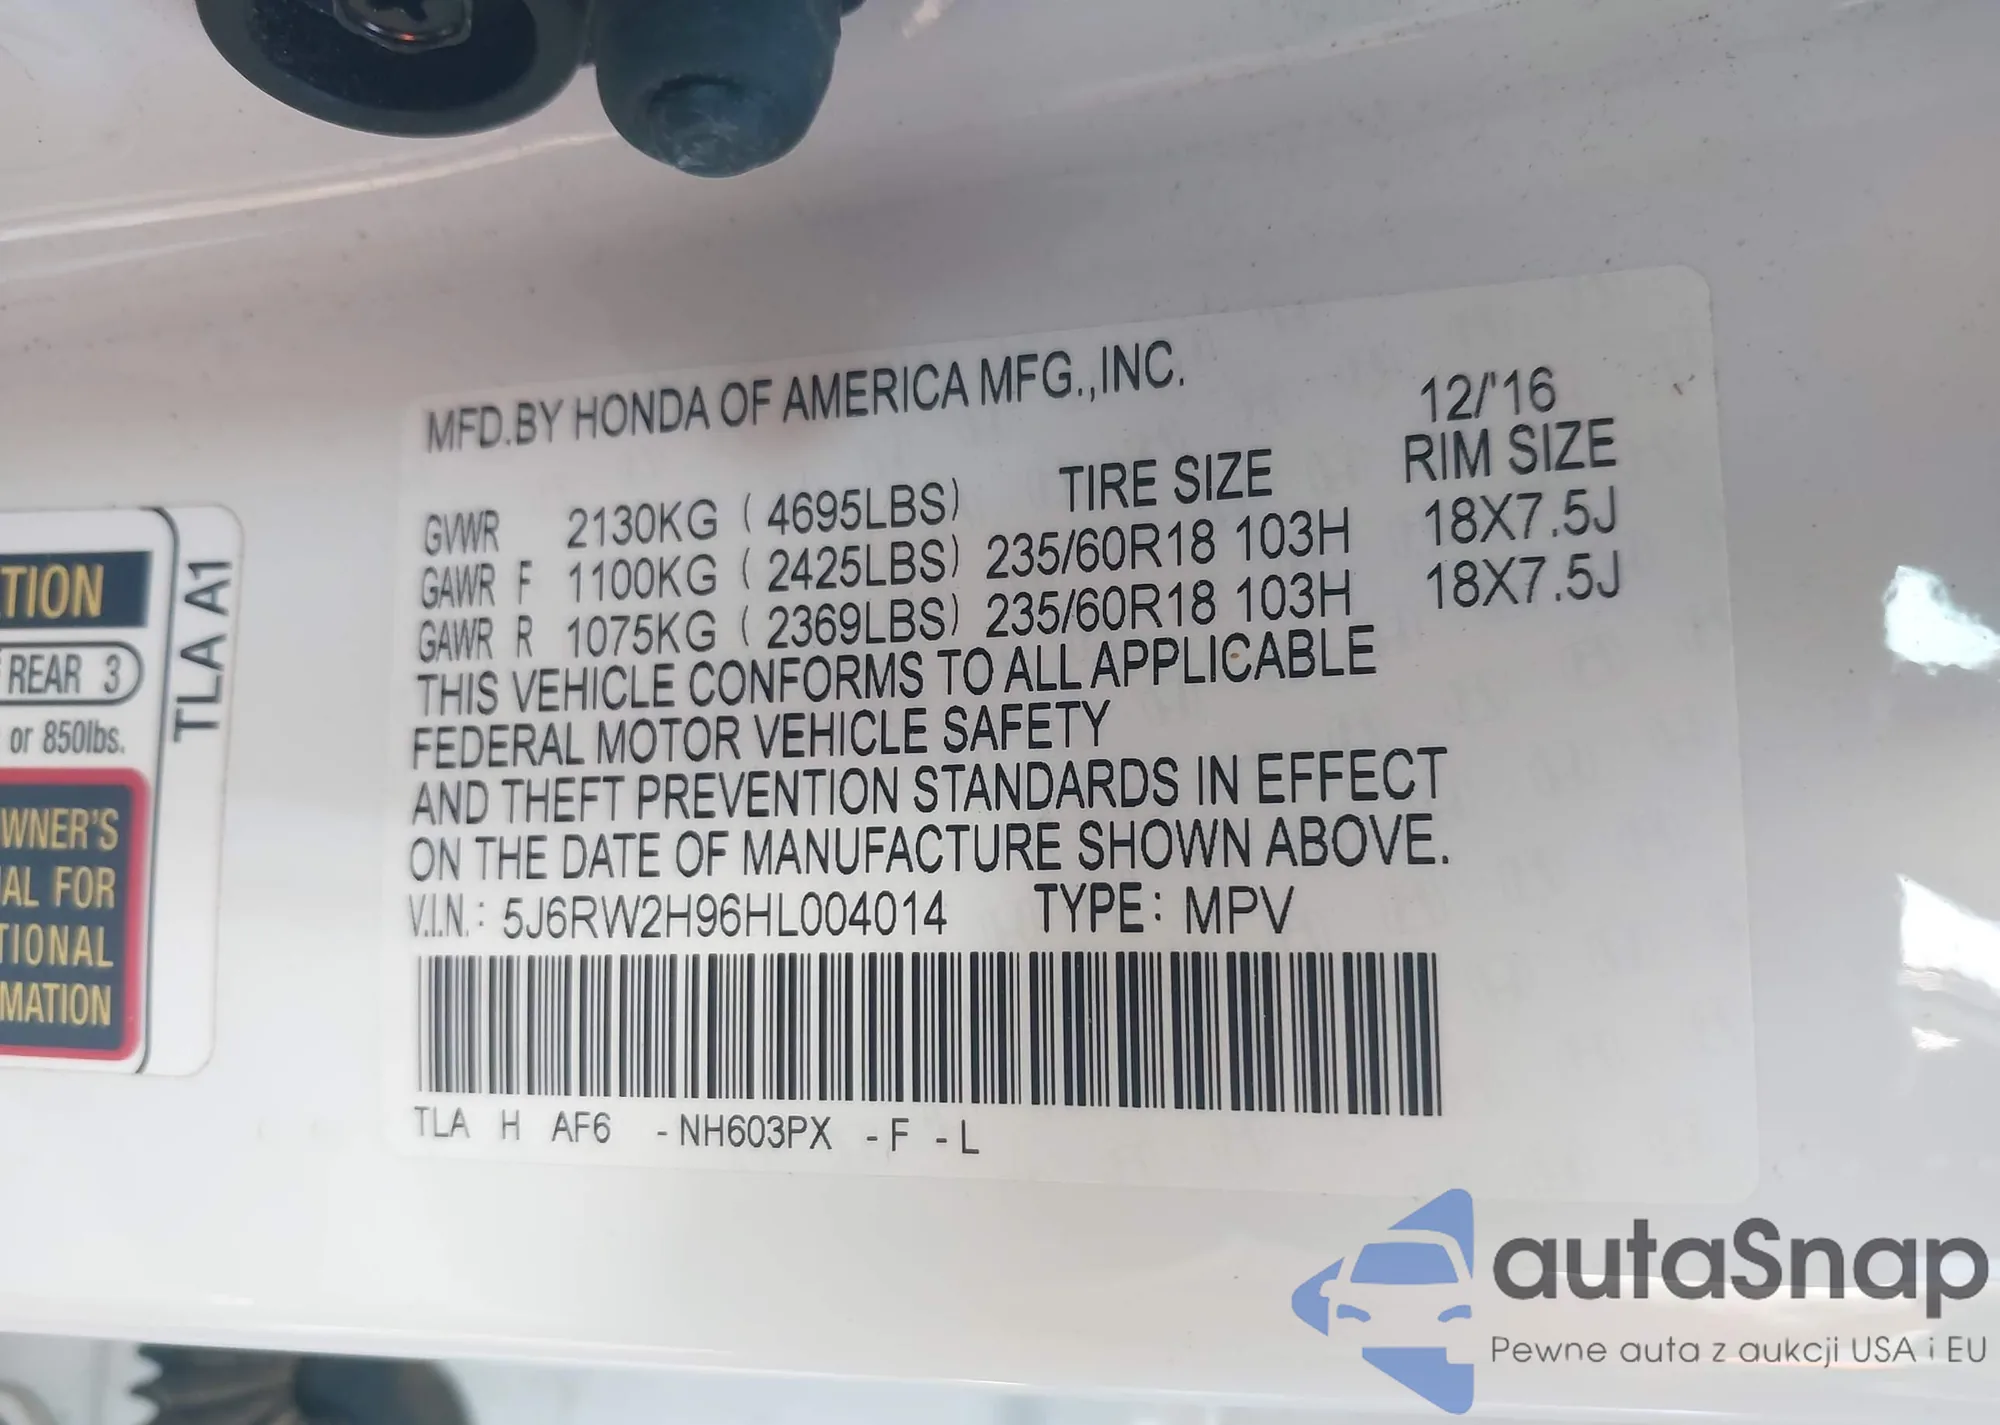 MFD.BY HONDA OF AMERICA MFG.,INC.
12/'16
TIRE SIZE RIM SIZE
GVWR 2130KG ( 4695LBS)
GAWR F 1100KG ( 2425LBS) 235/60R18 103H 18X7.5J
GAWR R 1075KG ( 2369LBS) 235/60R18 103H 18X7.5J
THIS VEHICLE CONFORMS TO ALL APPLICABLE
FEDERAL MOTOR VEHICLE SAFETY
AND THEFT PREVENTION STANDARDS IN EFFECT
ON THE DATE OF MANUFACTURE SHOWN ABOVE.
V.I.N.: 5J6RW2H96HL004014 TYPE: MPV
TLA H AF6 -NH603PX -F -L
TION
REAR 3
or 850lbs.
WNER'S
AL FOR
TIONAL
MATION
TLA A1
autaSnap
Pewne auta z aukcji USA i EU